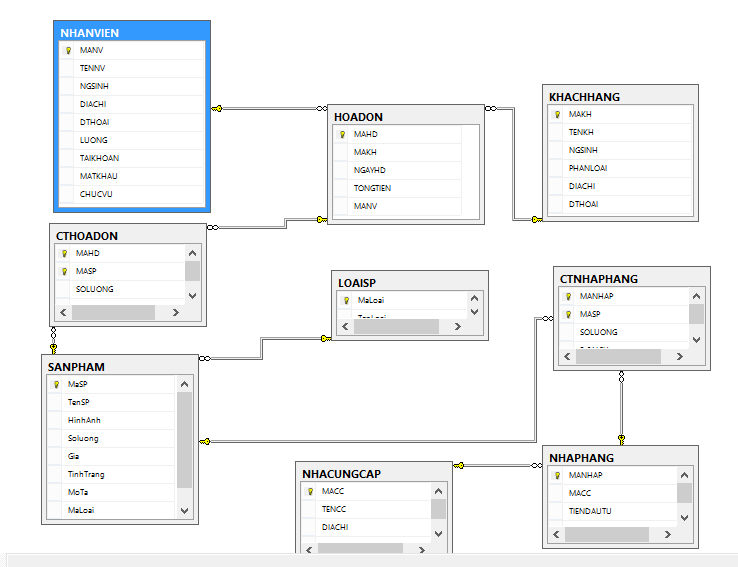 NHANVIEN
MANV
TENNV
NGSINH
DIACHI
DTHOAI
LUONG
TAIKHOAN
MATKHAU
CHUCVU
HOADON
MAHD
MAKH
NGAYHD
TONGTIEN
MANV
KHACHHANG
MAKH
TENKH
NGSINH
PHANLOAI
DIACHI
DTHOAI
CTHOADON
MAHD
MASP
SOLUONG
LOAISP
MaLoai
TenLoai
CTNHAPHANG
MANHAP
MASP
SOLUONG
SANPHAM
MaSP
TenSP
HinhAnh
Soluong
Gia
TinhTrang
MoTa
MaLoai
NHACUNGCAP
MACC
TENCC
DIACHI
NHAPHANG
MANHAP
MACC
TIENDAUTU